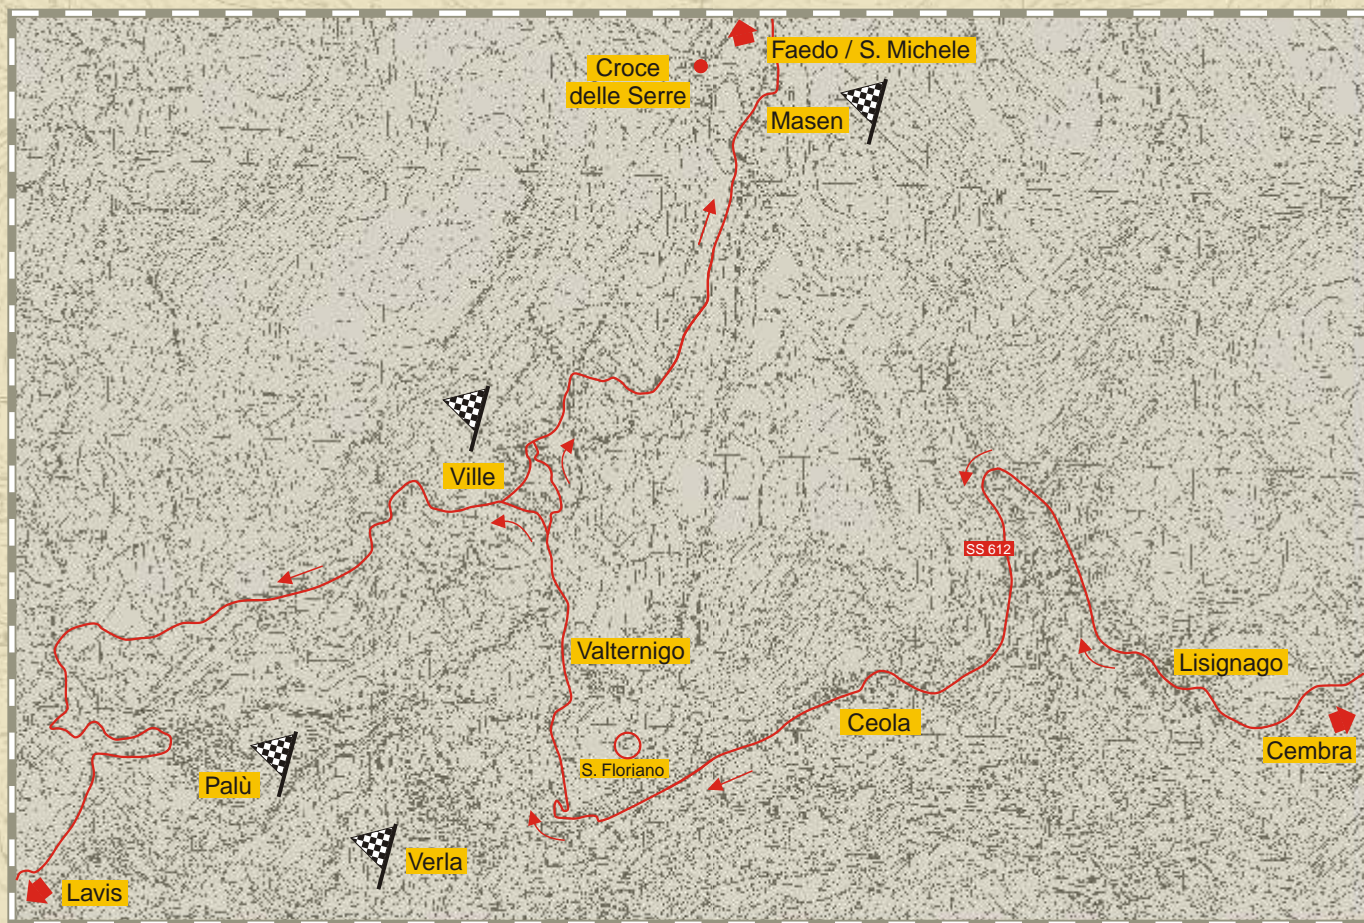 Faedo / S. Michele
Croce
delle Serre
Masen
Ville
SS 612
Valternigo
Lisignago
Ceola
Cembra
S. Floriano
Palù
Verla
Lavis